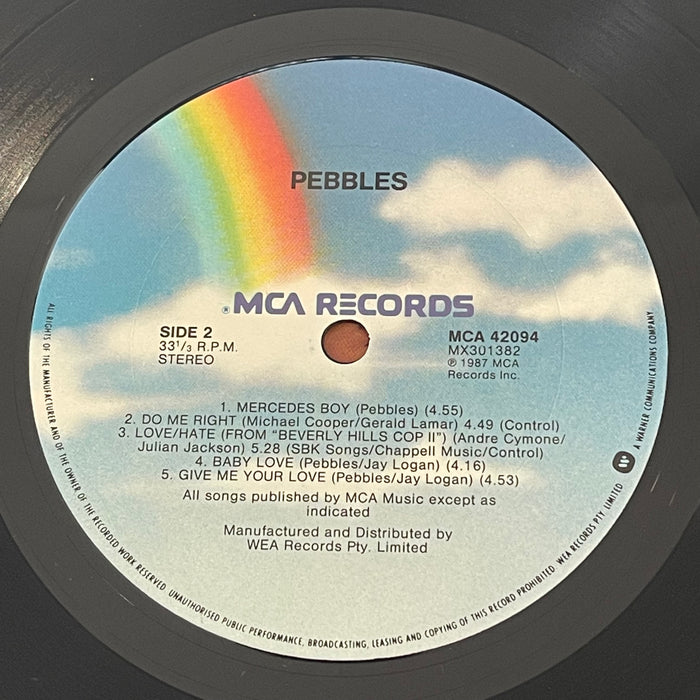 PEBBLES
® MCA RECORDS
SIDE 2
33 1/3 R.P.M.
STEREO
MCA 42094
MX301382
℗ 1987 MCA
Records Inc.
1. MERCEDES BOY (Pebbles) (4.55)
2. DO ME RIGHT (Michael Cooper/Gerald Lamar) 4.49 (Control)
3. LOVE/HATE (FROM "BEVERLY HILLS COP II") (Andre Cymone/
Julian Jackson) 5.28 (SBK Songs/Chappell Music/Control)
4. BABY LOVE (Pebbles/Jay Logan) (4.16)
5. GIVE ME YOUR LOVE (Pebbles/Jay Logan) (4.53)
All songs published by MCA Music except as
indicated
Manufactured and Distributed by
WEA Records Pty. Limited
ALL RIGHTS OF THE MANUFACTURER AND OF THE OWNER OF THE RECORDED WORK RESERVED. UNAUTHORISED PUBLIC PERFORMANCE, BROADCASTING, LEASING AND COPYING OF THIS RECORD PROHIBITED. WEA RECORDS PTY. LIMITED A WARNER COMMUNICATIONS COMPANY